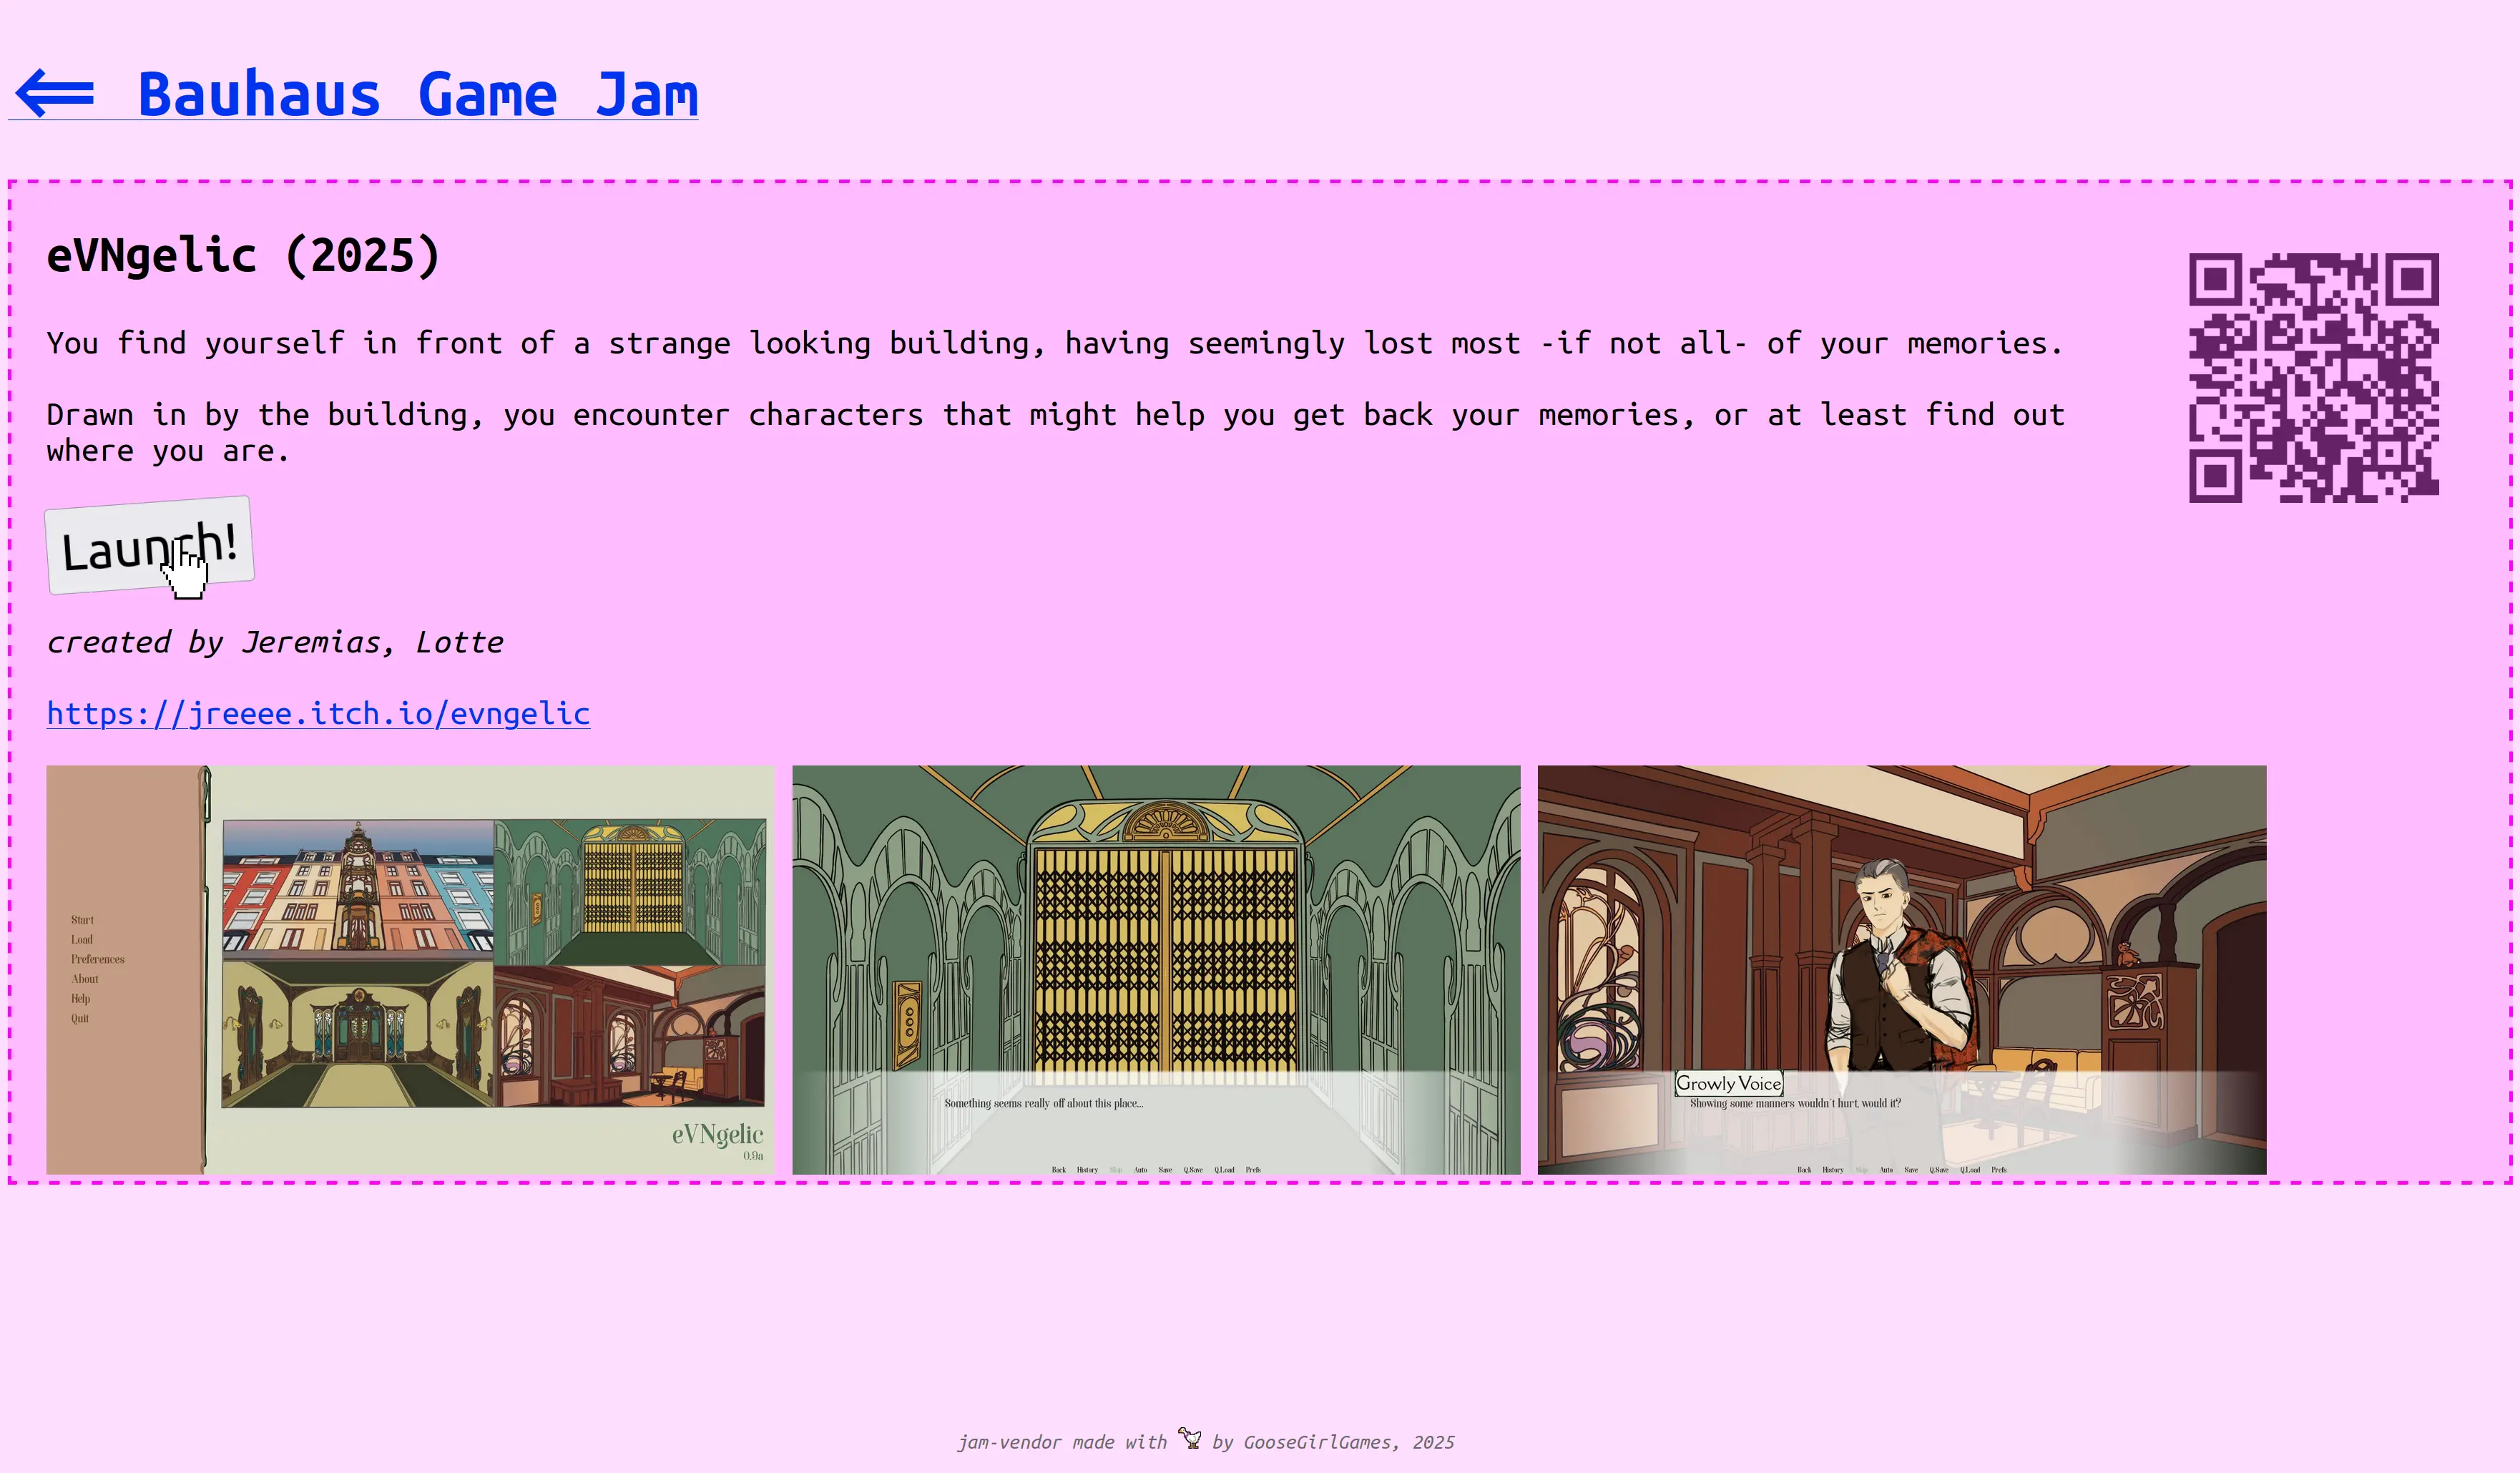 ⇐ Bauhaus Game Jam
eVNgelic (2025)
You find yourself in front of a strange looking building, having seemingly lost most -if not all- of your memories.
Drawn in by the building, you encounter characters that might help you get back your memories, or at least find out
where you are.
Launch!
created by Jeremias, Lotte
https://jreeee.itch.io/evngelic
Start
Load
Preferences
About
Help
Quit
eVNgelic
0.9a
Something seems really off about this place...
Back History Skip Auto Save Q.Save Q.Load Prefs
Growly Voice
Showing some manners wouldn't hurt, would it?
Back History Skip Auto Save Q.Save Q.Load Prefs
jam-vendor made with by GooseGirlGames, 2025